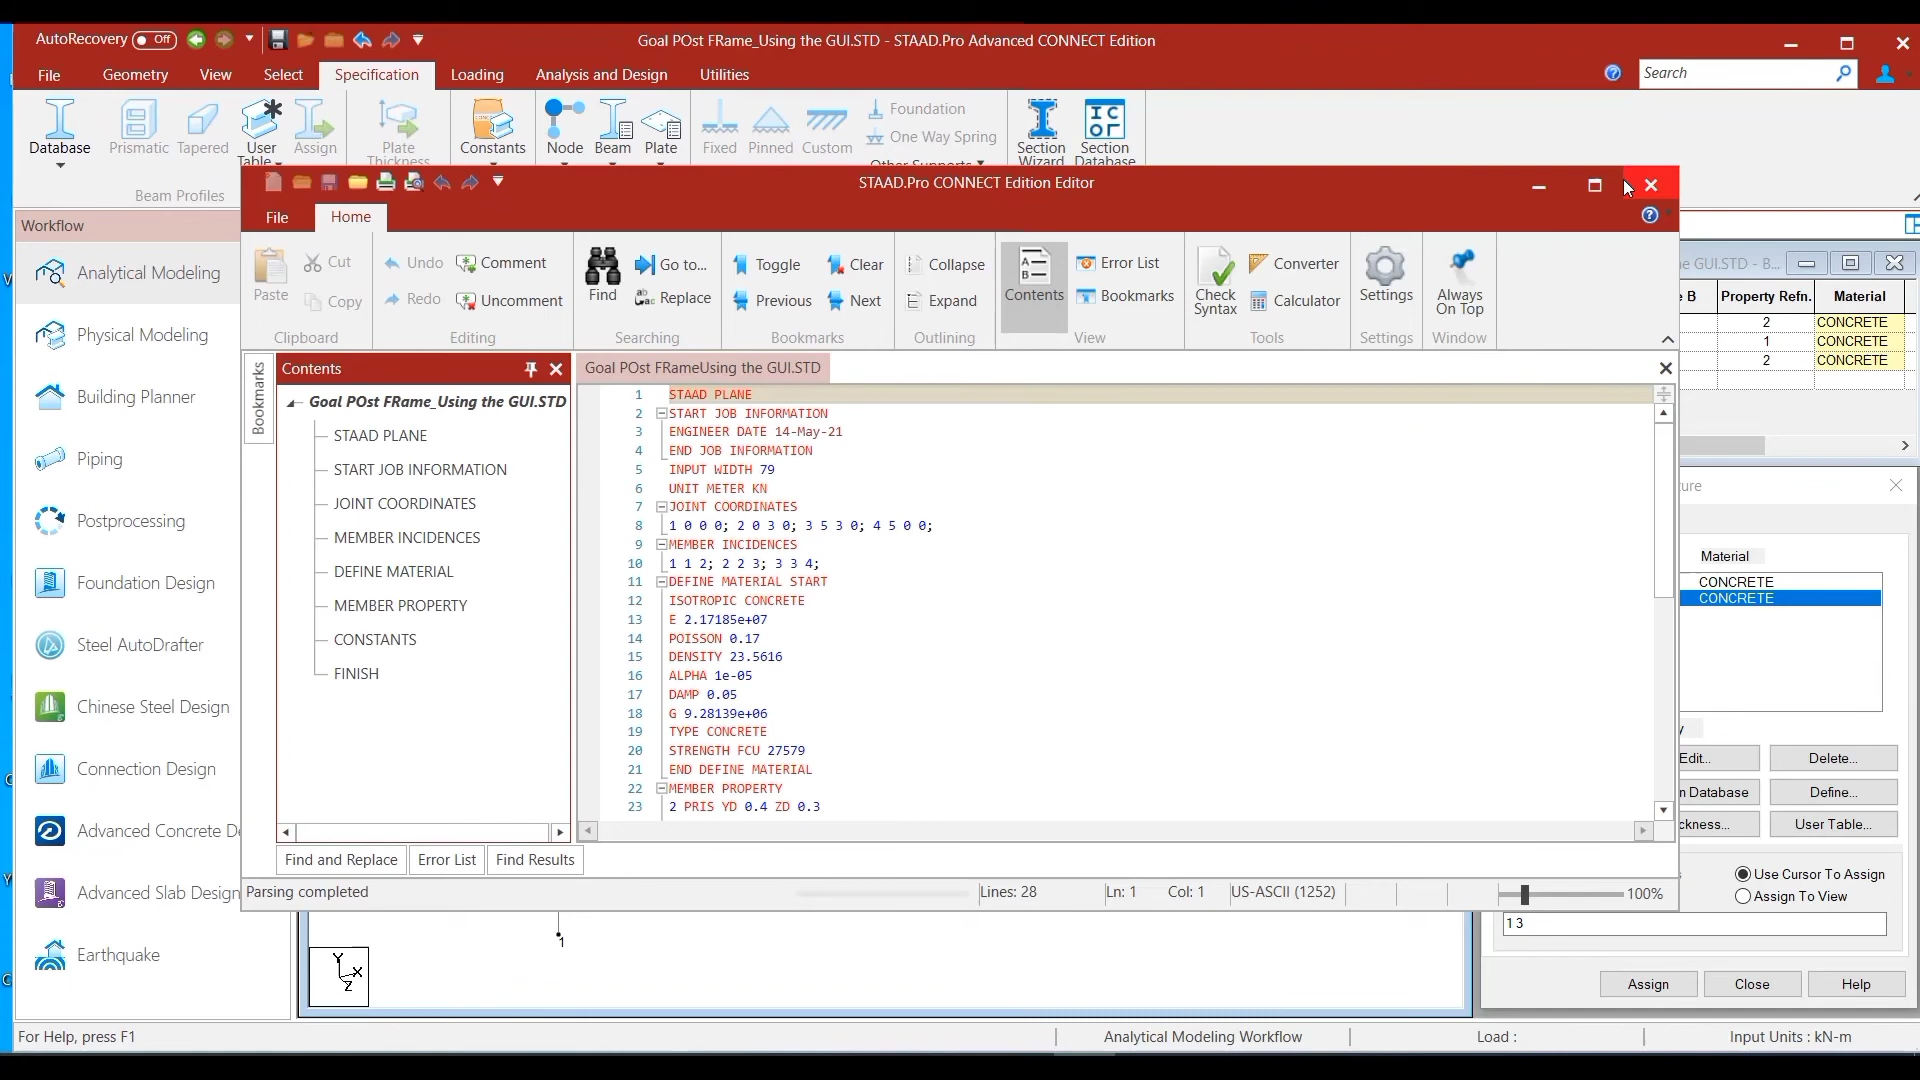 AutoRecovery Off
Goal POst FRame_Using the GUI.STD - STAAD.Pro Advanced CONNECT Edition
File Geometry View Select Specification Loading Analysis and Design Utilities
Search
Database Prismatic Tapered User Table Assign Plate Thickness Constants Node Beam Plate Fixed Pinned Custom
Foundation
One Way Spring
Other Supports
Section Wizard Section Database
Beam Profiles
Workflow
Analytical Modeling
Physical Modeling
Building Planner
Piping
Postprocessing
Foundation Design
Steel AutoDrafter
Chinese Steel Design
Connection Design
Advanced Concrete De
Advanced Slab Design
Earthquake
STAAD.Pro CONNECT Edition Editor
File Home
Paste Cut Copy
Undo Redo Comment Uncomment
Find Go to... Replace
Toggle Previous Clear Next
Collapse Expand
Contents Error List Bookmarks
Check Syntax Converter Calculator
Settings
Always On Top
Clipboard Editing Searching Bookmarks Outlining View Tools Settings Window
Bookmarks
Contents
Goal POst FRame_Using the GUI.STD
STAAD PLANE
START JOB INFORMATION
JOINT COORDINATES
MEMBER INCIDENCES
DEFINE MATERIAL
MEMBER PROPERTY
CONSTANTS
FINISH
Goal POst FRameUsing the GUI.STD
1 STAAD PLANE
2 START JOB INFORMATION
3 ENGINEER DATE 14-May-21
4 END JOB INFORMATION
5 INPUT WIDTH 79
6 UNIT METER KN
7 JOINT COORDINATES
8 1 0 0 0; 2 0 3 0; 3 5 3 0; 4 5 0 0;
9 MEMBER INCIDENCES
10 1 1 2; 2 2 3; 3 3 4;
11 DEFINE MATERIAL START
12 ISOTROPIC CONCRETE
13 E 2.17185e+07
14 POISSON 0.17
15 DENSITY 23.5616
16 ALPHA 1e-05
17 DAMP 0.05
18 G 9.28139e+06
19 TYPE CONCRETE
20 STRENGTH FCU 27579
21 END DEFINE MATERIAL
22 MEMBER PROPERTY
23 2 PRIS YD 0.4 ZD 0.3
Find and Replace Error List Find Results
Parsing completed
Lines: 28 Ln: 1 Col: 1 US-ASCII (1252) 100%
e GUI.STD - B...
B Property Refn. Material
2 CONCRETE
1 CONCRETE
2 CONCRETE
ture
Material
CONCRETE
CONCRETE
y
Edit... Delete...
n Database Define...
ckness... User Table...
s
Use Cursor To Assign
Assign To View
1 3
Assign Close Help
1
Y
X
Z
For Help, press F1
Analytical Modeling Workflow
Load :
Input Units : kN-m